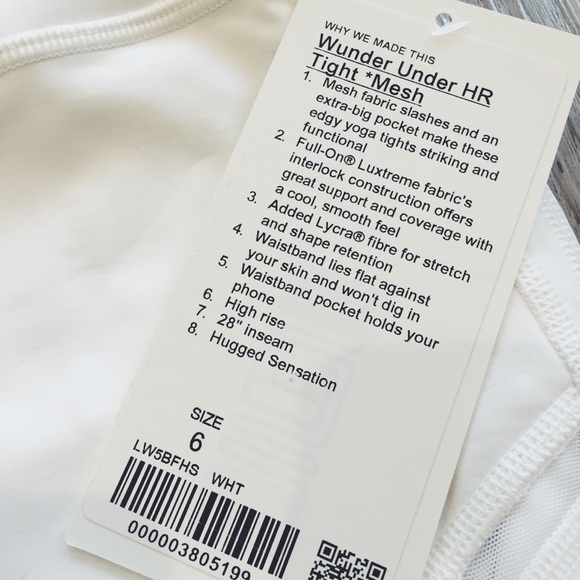 WHY WE MADE THIS
Wunder Under HR
Tight *Mesh
1. Mesh fabric slashes and an
extra-big pocket make these
edgy yoga tights striking and
functional
2. Full-On® Luxtreme fabric's
interlock construction offers
great support and coverage with
a cool, smooth feel
3. Added Lycra® fibre for stretch
and shape retention
4. Waistband lies flat against
your skin and won't dig in
5. Waistband pocket holds your
phone
6. High rise
7. 28" inseam
8. Hugged Sensation
SIZE
6
LW5BFHS WHT
000003805199